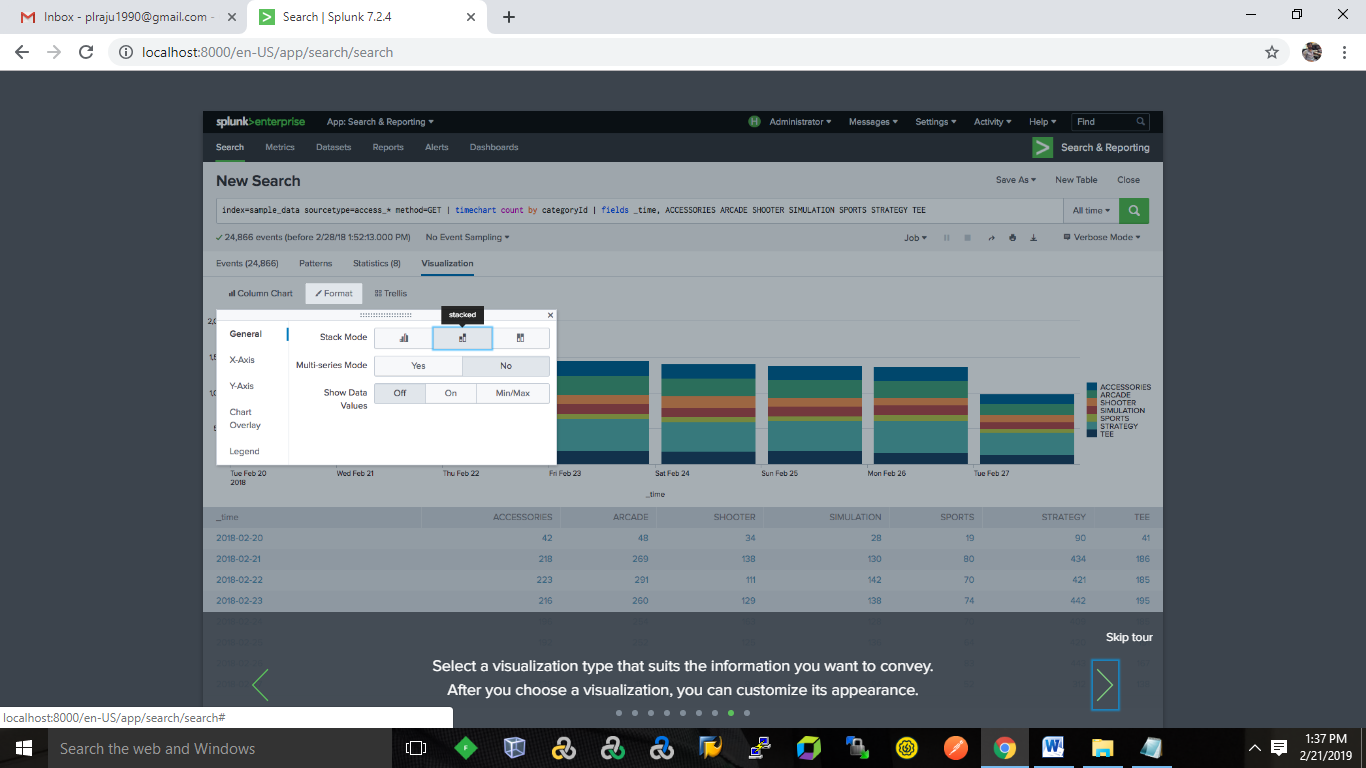 Inbox - plraju1990@gmail.com -
Search | Splunk 7.2.4
localhost:8000/en-US/app/search/search
splunk>enterprise App: Search & Reporting
Administrator Messages Settings Activity Help Find
Search Metrics Datasets Reports Alerts Dashboards
Search & Reporting
New Search
Save As New Table Close
index=sample_data sourcetype=access_* method=GET | timechart count by categoryId | fields _time, ACCESSORIES ARCADE SHOOTER SIMULATION SPORTS STRATEGY TEE
All time
24,866 events (before 2/28/18 1:52:13.000 PM) No Event Sampling
Job Verbose Mode
Events (24,866) Patterns Statistics (8) Visualization
Column Chart Format Trellis
stacked
General
X-Axis
Y-Axis
Chart
Overlay
Legend
Stack Mode
Multi-series Mode Yes No
Show Data
Values
Off On Min/Max
ACCESSORIES
ARCADE
SHOOTER
SIMULATION
SPORTS
STRATEGY
TEE
Tue Feb 20
2018
Wed Feb 21 Thu Feb 22 Fri Feb 23 Sat Feb 24 Sun Feb 25 Mon Feb 26 Tue Feb 27
_time
_time ACCESSORIES ARCADE SHOOTER SIMULATION SPORTS STRATEGY TEE
2018-02-20 42 48 34 28 19 90 41
2018-02-21 218 269 138 130 80 434 186
2018-02-22 223 291 111 142 70 421 185
2018-02-23 216 260 129 138 74 442 195
Skip tour
Select a visualization type that suits the information you want to convey.
After you choose a visualization, you can customize its appearance.
localhost:8000/en-US/app/search/search#
Search the web and Windows
1:37 PM
2/21/2019